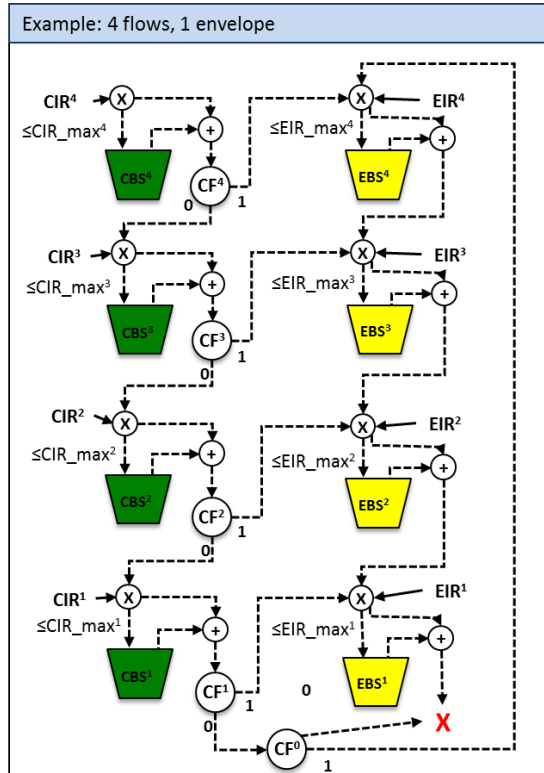 Example: 4 flows, 1 envelope
CIR⁴ X X EIR⁴
≤CIR_max⁴ + ≤EIR_max⁴ +
CBS⁴ CF⁴ EBS⁴
0 1
CIR³ X X EIR³
≤CIR_max³ + ≤EIR_max³ +
CBS³ CF³ EBS³
0 1
CIR² X X EIR²
≤CIR_max² + ≤EIR_max² +
CBS² CF² EBS²
0 1
CIR¹ X X EIR¹
≤CIR_max¹ + ≤EIR_max¹ +
CBS¹ CF¹ EBS¹
0 1 0
X
CF⁰
1